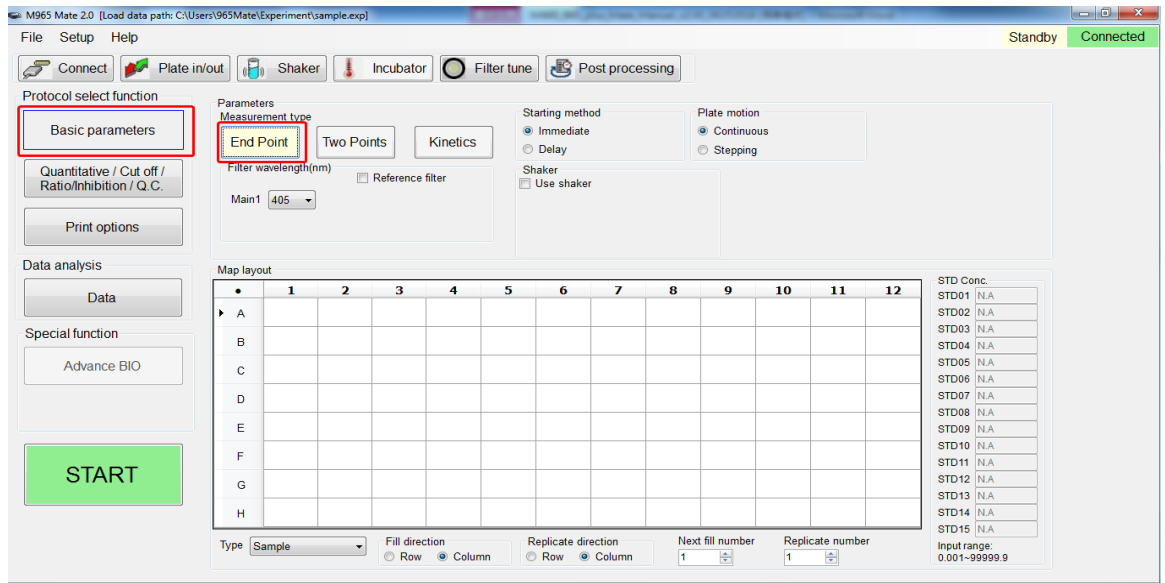 M965 Mate 2.0 [Load data path: C:\Users\965Mate\Experiment\sample.exp]
File Setup Help
Standby Connected
Connect Plate in/out Shaker Incubator Filter tune Post processing
Protocol select function
Basic parameters
Quantitative / Cut off /
Ratio/Inhibition / Q.C.
Print options
Data analysis
Data
Special function
Advance BIO
START
Parameters
Measurement type
End Point Two Points Kinetics
Filter wavelength(nm)
Reference filter
Main1 405
Starting method
Immediate
Delay
Plate motion
Continuous
Stepping
Shaker
Use shaker
Map layout
1 2 3 4 5 6 7 8 9 10 11 12
A
B
C
D
E
F
G
H
STD Conc.
STD01 N.A
STD02 N.A
STD03 N.A
STD04 N.A
STD05 N.A
STD06 N.A
STD07 N.A
STD08 N.A
STD09 N.A
STD10 N.A
STD11 N.A
STD12 N.A
STD13 N.A
STD14 N.A
STD15 N.A
Input range:
0.001~99999.9
Type Sample
Fill direction
Row Column
Replicate direction
Row Column
Next fill number
1
Replicate number
1